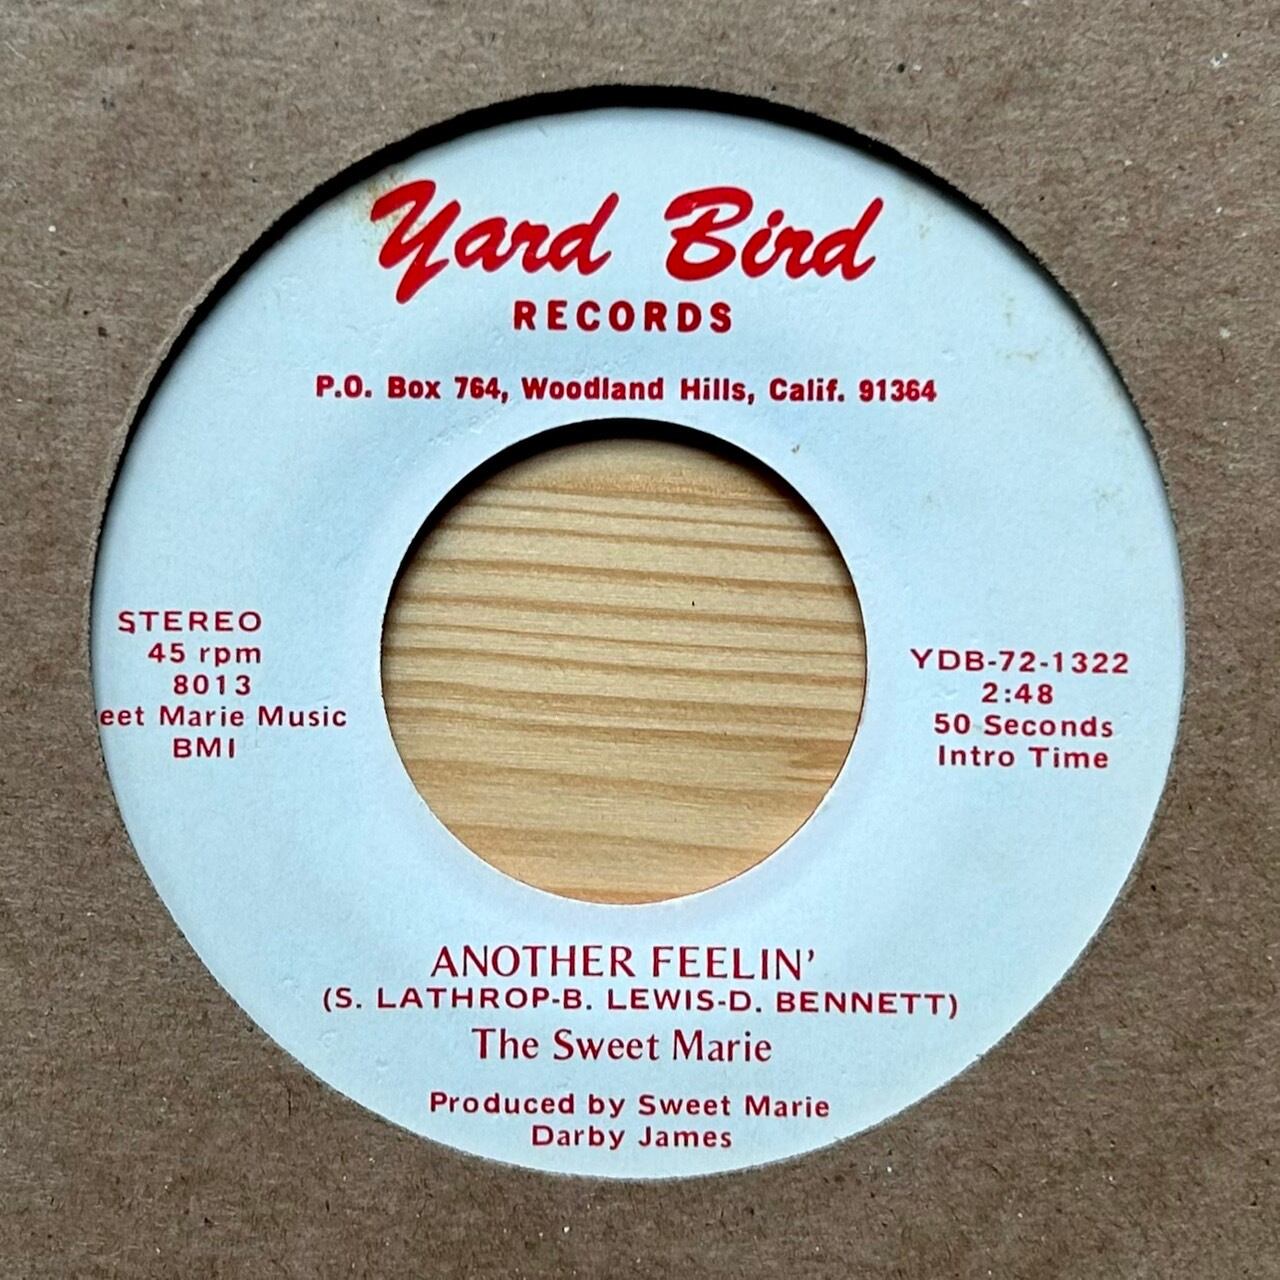 Yard Bird
RECORDS
P.O. Box 764, Woodland Hills, Calif. 91364
STEREO
45 rpm
8013
eet Marie Music
BMI
YDB-72-1322
2:48
50 Seconds
Intro Time
ANOTHER FEELIN'
(S. LATHROP-B. LEWIS-D. BENNETT)
The Sweet Marie
Produced by Sweet Marie
Darby James